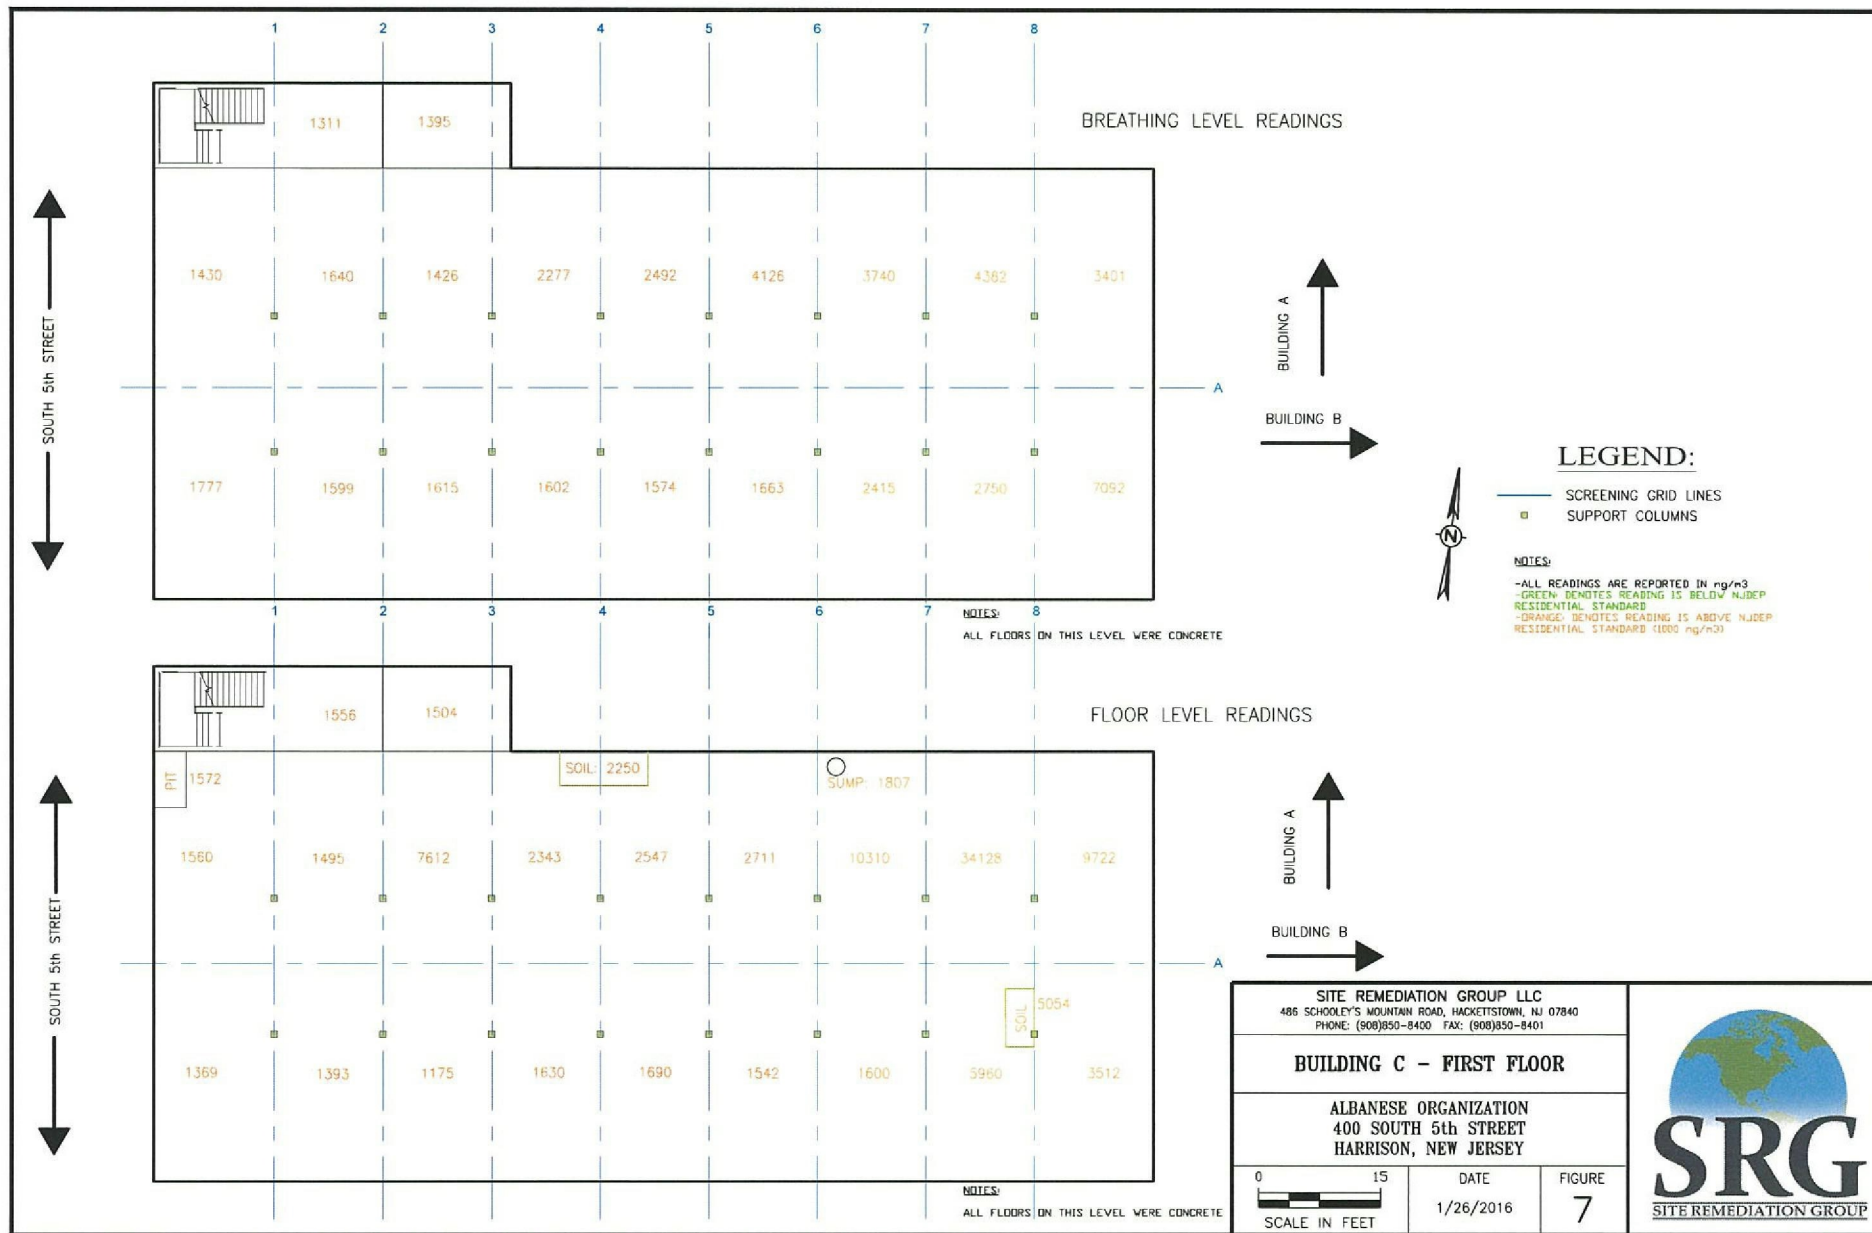 1 2 3 4 5 6 7 8
BREATHING LEVEL READINGS
1311 1395
1430 1640 1426 2277 2492 4126 3740 4362 3401
SOUTH 5th STREET
A
BUILDING A
BUILDING B
1777 1599 1615 1602 1574 1663 2415 2750 7092
1 2 3 4 5 6 7 8
NOTES:
ALL FLOORS ON THIS LEVEL WERE CONCRETE
LEGEND:
SCREENING GRID LINES
SUPPORT COLUMNS
N
NOTES:
-ALL READINGS ARE REPORTED IN ng/m3
-GREEN: DENOTES READING IS BELOW NJDEP
RESIDENTIAL STANDARD
-ORANGE: DENOTES READING IS ABOVE NJDEP
RESIDENTIAL STANDARD (1000 ng/m3)
FLOOR LEVEL READINGS
1556 1504
PIT 1572
SOIL: 2250
SUMP: 1807
1560 1495 7612 2343 2547 2711 10310 34128 9722
SOUTH 5th STREET
A
BUILDING A
BUILDING B
SOIL 5054
1369 1393 1175 1630 1690 1542 1600 5960 3512
NOTES:
ALL FLOORS ON THIS LEVEL WERE CONCRETE
SITE REMEDIATION GROUP LLC
486 SCHOOLEY'S MOUNTAIN ROAD, HACKETTSTOWN, NJ 07840
PHONE: (908)850-8400 FAX: (908)850-8401
BUILDING C - FIRST FLOOR
ALBANESE ORGANIZATION
400 SOUTH 5th STREET
HARRISON, NEW JERSEY
0 15
SCALE IN FEET
DATE
1/26/2016
FIGURE
7
SRG
SITE REMEDIATION GROUP